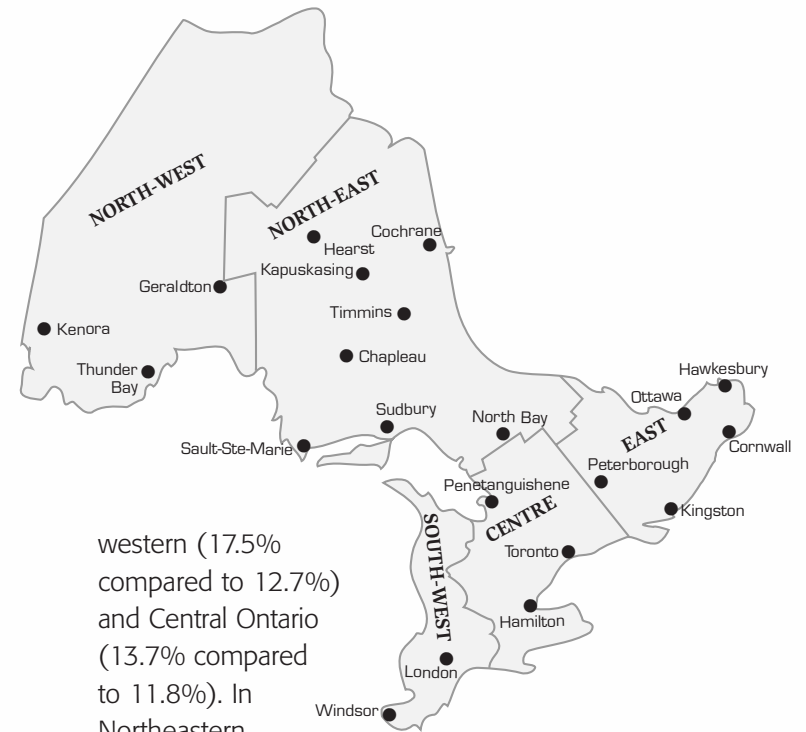 NORTH-WEST
NORTH-EAST
Cochrane
Hearst
Kapuskasing
Geraldton
Timmins
Kenora
Chapleau
Thunder
Bay
Hawkesbury
Ottawa
Sudbury
North Bay
EAST
Cornwall
Sault-Ste-Marie
Peterborough
Penetanguishene
Kingston
CENTRE
SOUTH-WEST
Toronto
Hamilton
London
Windsor
western (17.5%
compared to 12.7%)
and Central Ontario
(13.7% compared
to 11.8%). In
Northeastern